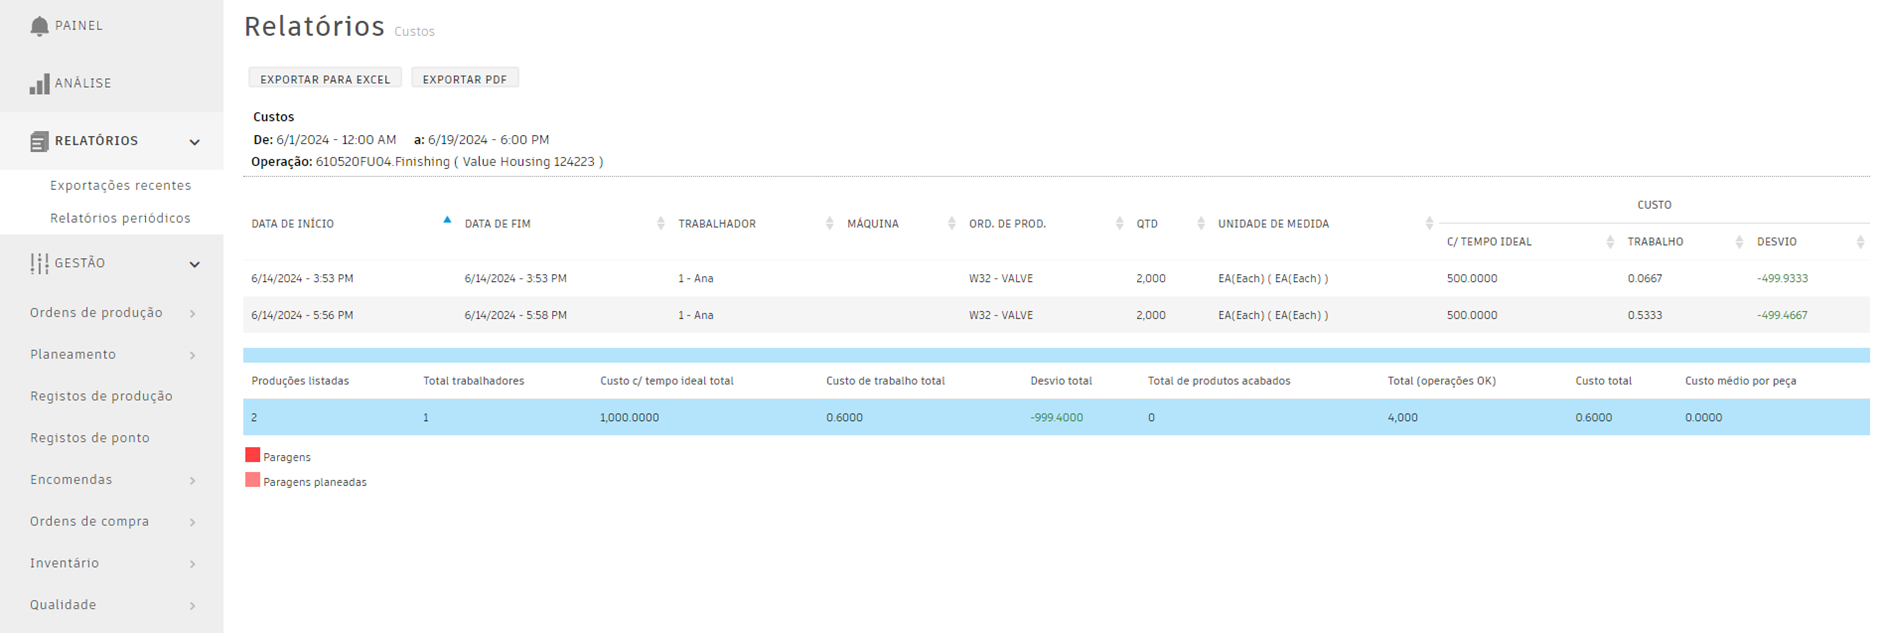 PAINEL
ANÁLISE
RELATÓRIOS
Exportações recentes
Relatórios periódicos
GESTÃO
Ordens de produção
Planeamento
Registos de produção
Registos de ponto
Encomendas
Ordens de compra
Inventário
Qualidade
Relatórios Custos
EXPORTAR PARA EXCEL EXPORTAR PDF
Custos
De: 6/1/2024 - 12:00 AM a: 6/19/2024 - 6:00 PM
Operação: 610520FU04.Finishing ( Value Housing 124223 )
CUSTO
DATA DE INÍCIO DATA DE FIM TRABALHADOR MÁQUINA ORD. DE PROD. QTD UNIDADE DE MEDIDA
C/ TEMPO IDEAL TRABALHO DESVIO
6/14/2024 - 3:53 PM 6/14/2024 - 3:53 PM 1 - Ana W32 - VALVE 2,000 EA(Each) ( EA(Each) ) 500.0000 0.0667 -499.9333
6/14/2024 - 5:56 PM 6/14/2024 - 5:58 PM 1 - Ana W32 - VALVE 2,000 EA(Each) ( EA(Each) ) 500.0000 0.5333 -499.4667
Produções listadas Total trabalhadores Custo c/ tempo ideal total Custo de trabalho total Desvio total Total de produtos acabados Total (operações OK) Custo total Custo médio por peça
2 1 1,000.0000 0.6000 -999.4000 0 4,000 0.6000 0.0000
Paragens
Paragens planeadas